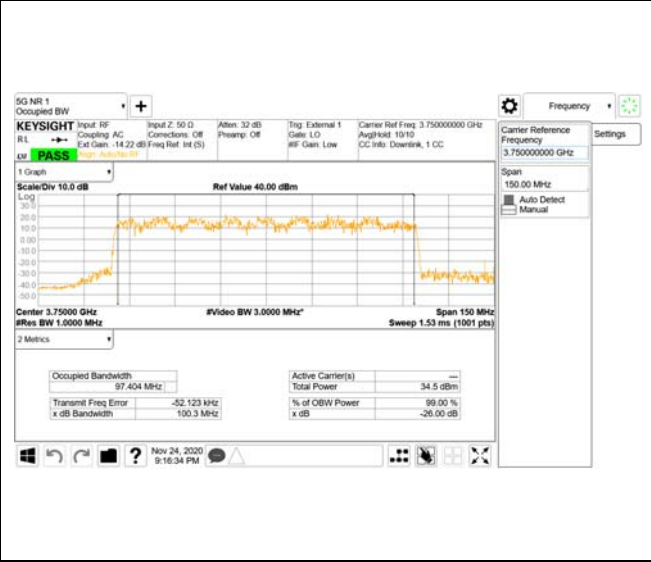 5G NR 1
Occupied BW
Frequency
KEYSIGHT
R L
PASS
Input: RF
Coupling: AC
Ext Gain: -14.22 dB
Align: Auto/No RF
Input Z: 50 Ω
Corrections: Off
Freq Ref: Int (S)
Atten: 32 dB
Preamp: Off
Trig: External 1
Gate: LO
#IF Gain: Low
Carrier Ref Freq: 3.750000000 GHz
Avg|Hold: 10/10
CC Info: Downlink, 1 CC
Carrier Reference
Frequency
3.750000000 GHz
Settings
Span
150.00 MHz
Auto Detect
Manual
1 Graph
Scale/Div 10.0 dB
Ref Value 40.00 dBm
Log
30.0
20.0
10.0
0.00
-10.0
-20.0
-30.0
-40.0
-50.0
Center 3.75000 GHz
#Video BW 3.0000 MHz*
Span 150 MHz
#Res BW 1.0000 MHz
Sweep 1.53 ms (1001 pts)
2 Metrics
Occupied Bandwidth
97.404 MHz
Transmit Freq Error -52.123 kHz
x dB Bandwidth 100.3 MHz
Active Carrier(s) ---
Total Power 34.5 dBm
% of OBW Power 99.00 %
x dB -26.00 dB
Nov 24, 2020
9:16:34 PM